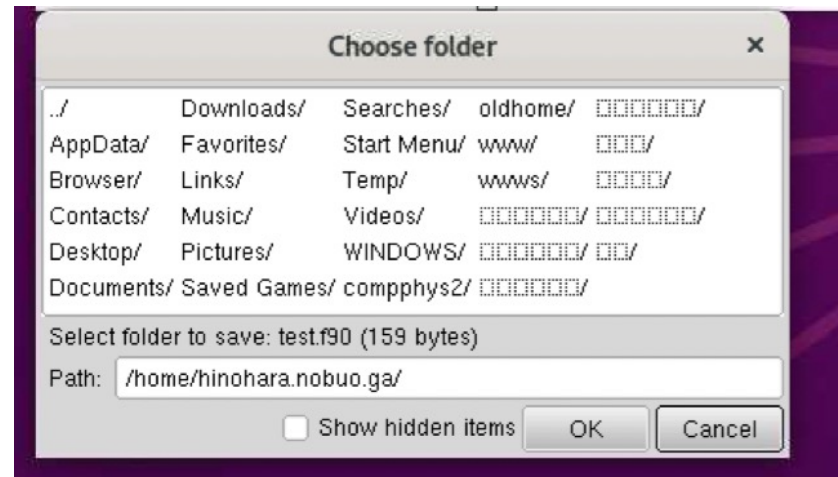 Choose folder
../ Downloads/ Searches/ oldhome/
AppData/ Favorites/ Start Menu/ www/
Browser/ Links/ Temp/ wwws/
Contacts/ Music/ Videos/
Desktop/ Pictures/ WINDOWS/
Documents/ Saved Games/ compphys2/
Select folder to save: test.f90 (159 bytes)
Path: /home/hinohara.nobuo.ga/
Show hidden items OK Cancel